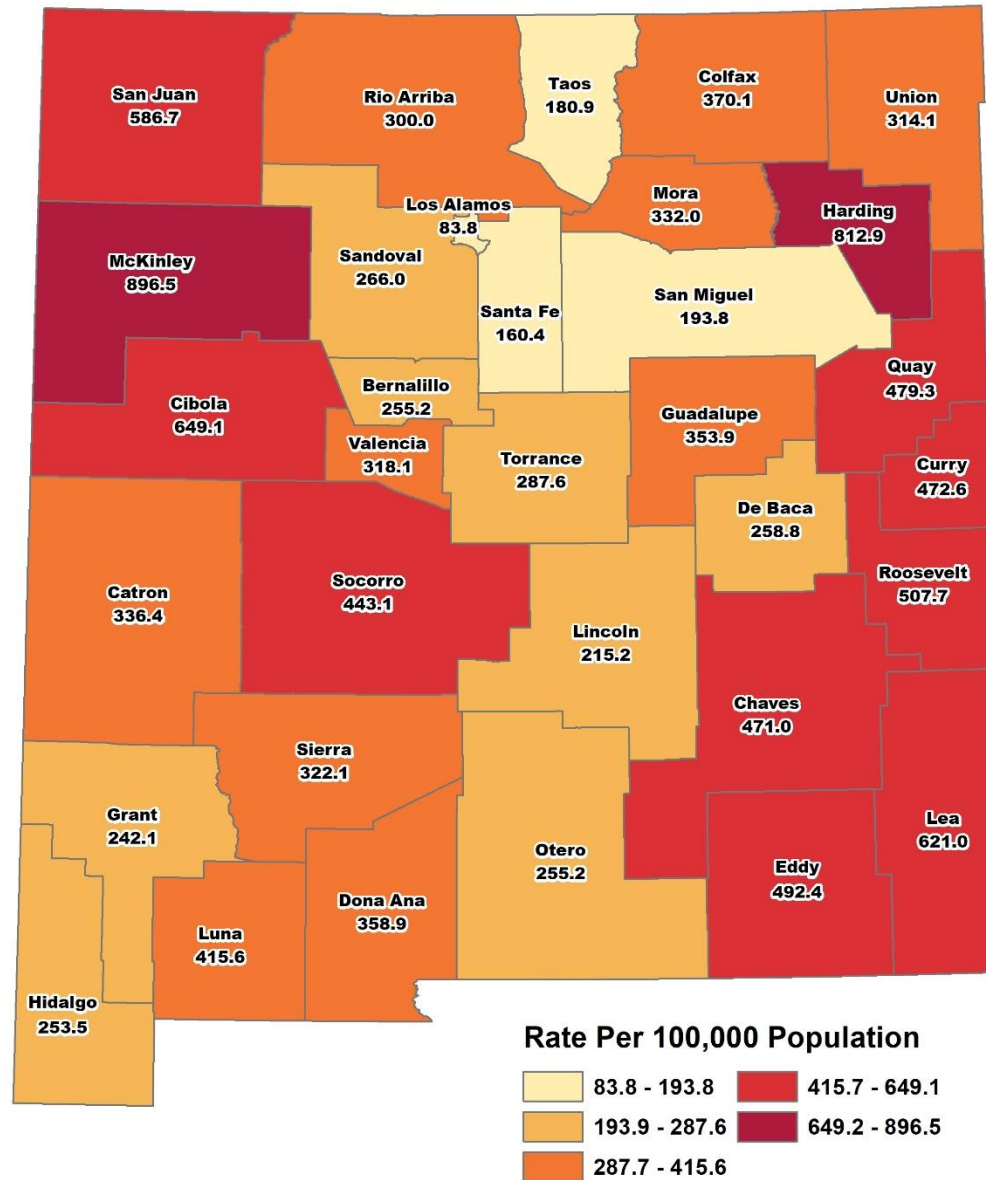 San Juan
586.7
Rio Arriba
300.0
Taos
180.9
Colfax
370.1
Union
314.1
Los Alamos
83.8
Mora
332.0
Harding
812.9
McKinley
896.5
Sandoval
266.0
Santa Fe
160.4
San Miguel
193.8
Quay
479.3
Cibola
649.1
Bernalillo
255.2
Valencia
318.1
Torrance
287.6
Guadalupe
353.9
Curry
472.6
De Baca
258.8
Roosevelt
507.7
Catron
336.4
Socorro
443.1
Lincoln
215.2
Chaves
471.0
Sierra
322.1
Grant
242.1
Otero
255.2
Lea
621.0
Eddy
492.4
Dona Ana
358.9
Luna
415.6
Hidalgo
253.5
Rate Per 100,000 Population
83.8 - 193.8
193.9 - 287.6
287.7 - 415.6
415.7 - 649.1
649.2 - 896.5